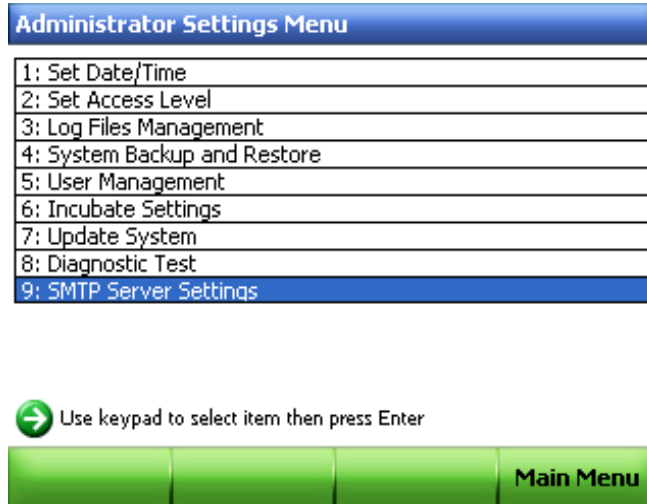 Administrator Settings Menu
1: Set Date/Time
2: Set Access Level
3: Log Files Management
4: System Backup and Restore
5: User Management
6: Incubate Settings
7: Update System
8: Diagnostic Test
9: SMTP Server Settings
Use keypad to select item then press Enter
Main Menu